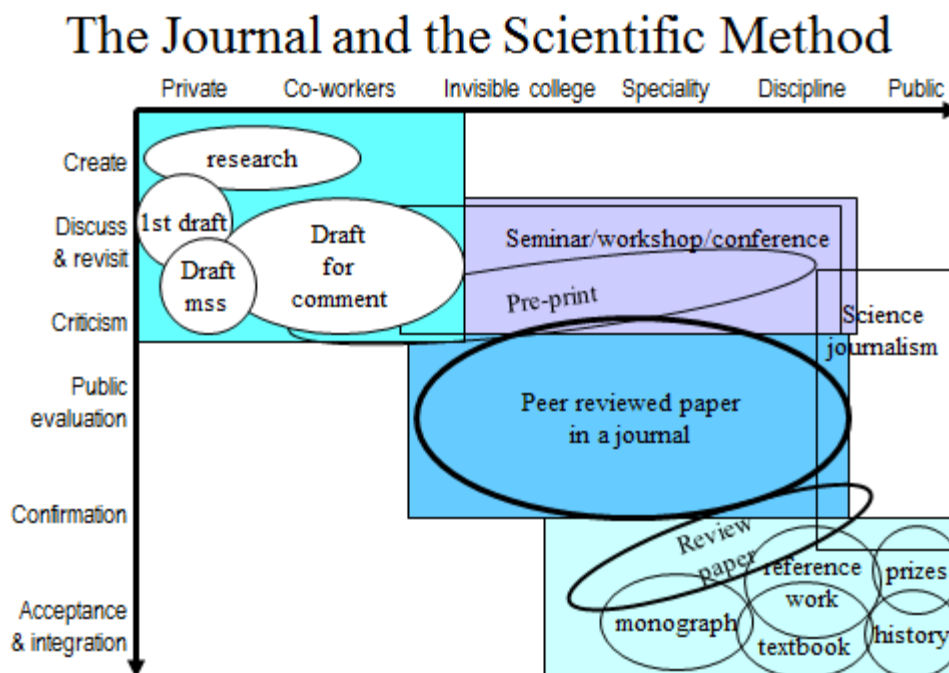 The Journal and the Scientific Method
Private
Co-workers
Invisible college
Speciality
Discipline
Public
Create
Discuss
& revisit
Criticism
Public
evaluation
Confirmation
Acceptance
& integration
research
1st draft
Draft
mss
Draft
for
comment
Seminar/workshop/conference
Pre-print
Science
journalism
Peer reviewed paper
in a journal
Review
paper
reference
work
prizes
monograph
textbook
history